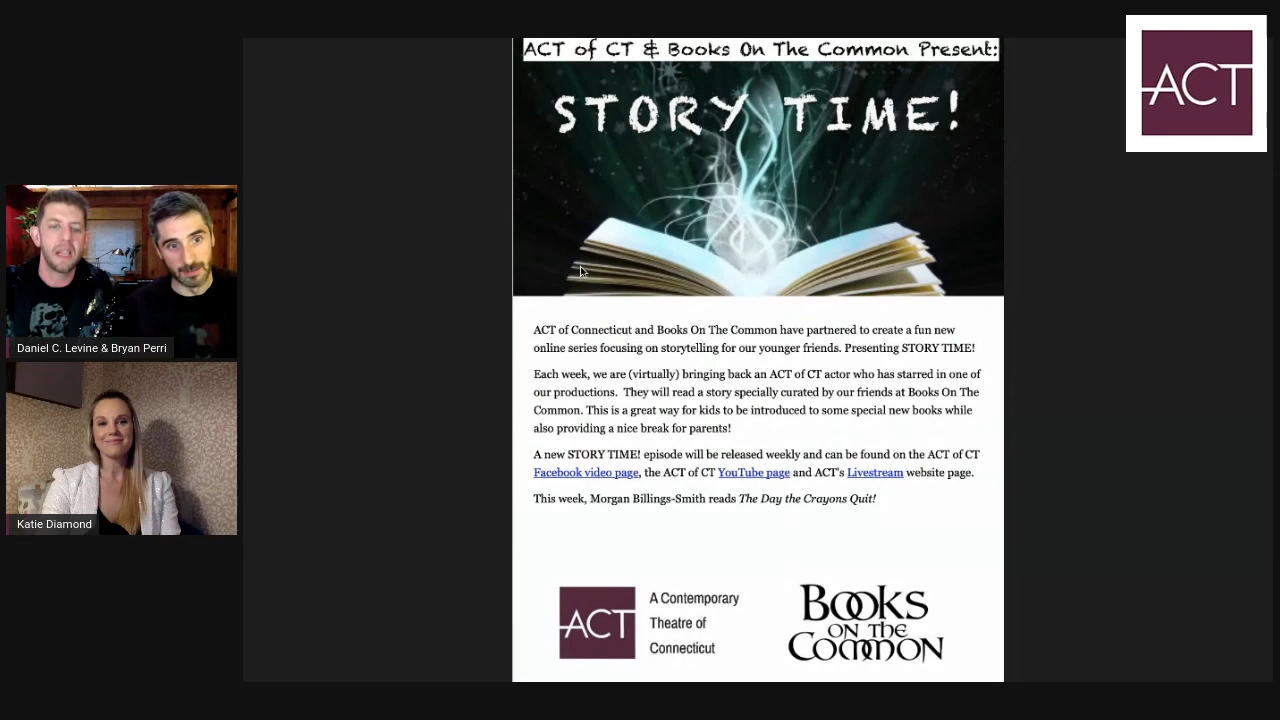 ACT of CT & Books On The Common Present:
STORY TIME!
ACT
ACT of Connecticut and Books On The Common have partnered to create a fun new
online series focusing on storytelling for our younger friends. Presenting STORY TIME!
Each week, we are (virtually) bringing back an ACT of CT actor who has starred in one of
our productions. They will read a story specially curated by our friends at Books On The
Common. This is a great way for kids to be introduced to some special new books while
also providing a nice break for parents!
A new STORY TIME! episode will be released weekly and can be found on the ACT of CT
Facebook video page, the ACT of CT YouTube page and ACT's Livestream website page.
This week, Morgan Billings-Smith reads The Day the Crayons Quit!
Daniel C. Levine & Bryan Perri
Katie Diamond
ACT
A Contemporary
Theatre of
Connecticut
BOOKS
ON THE
COMMON